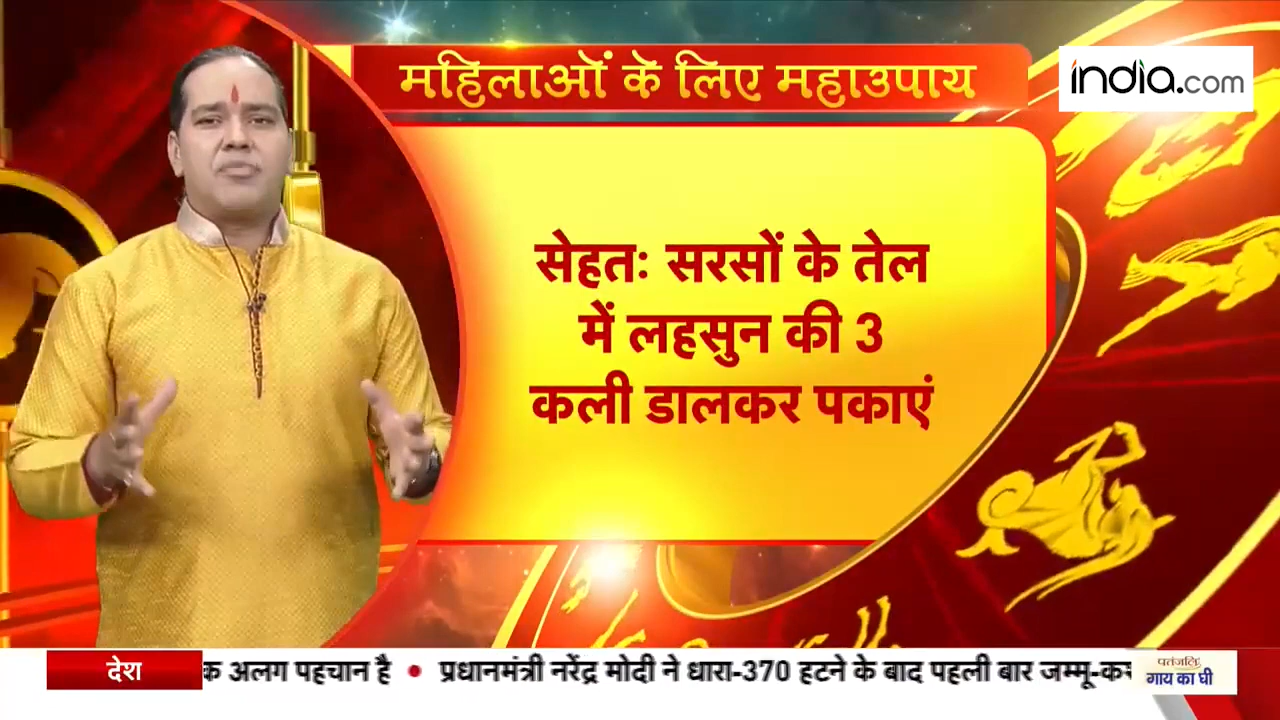 महिलाओं के लिए महाउपाय
india.com
सेहतः सरसों के तेल
में लहसुन की 3
कली डालकर पकाएं
देश
क अलग पहचान है • प्रधानमंत्री नरेंद्र मोदी ने धारा-370 हटने के बाद पहली बार जम्मू-कश
पतंजलि
गाय का घी